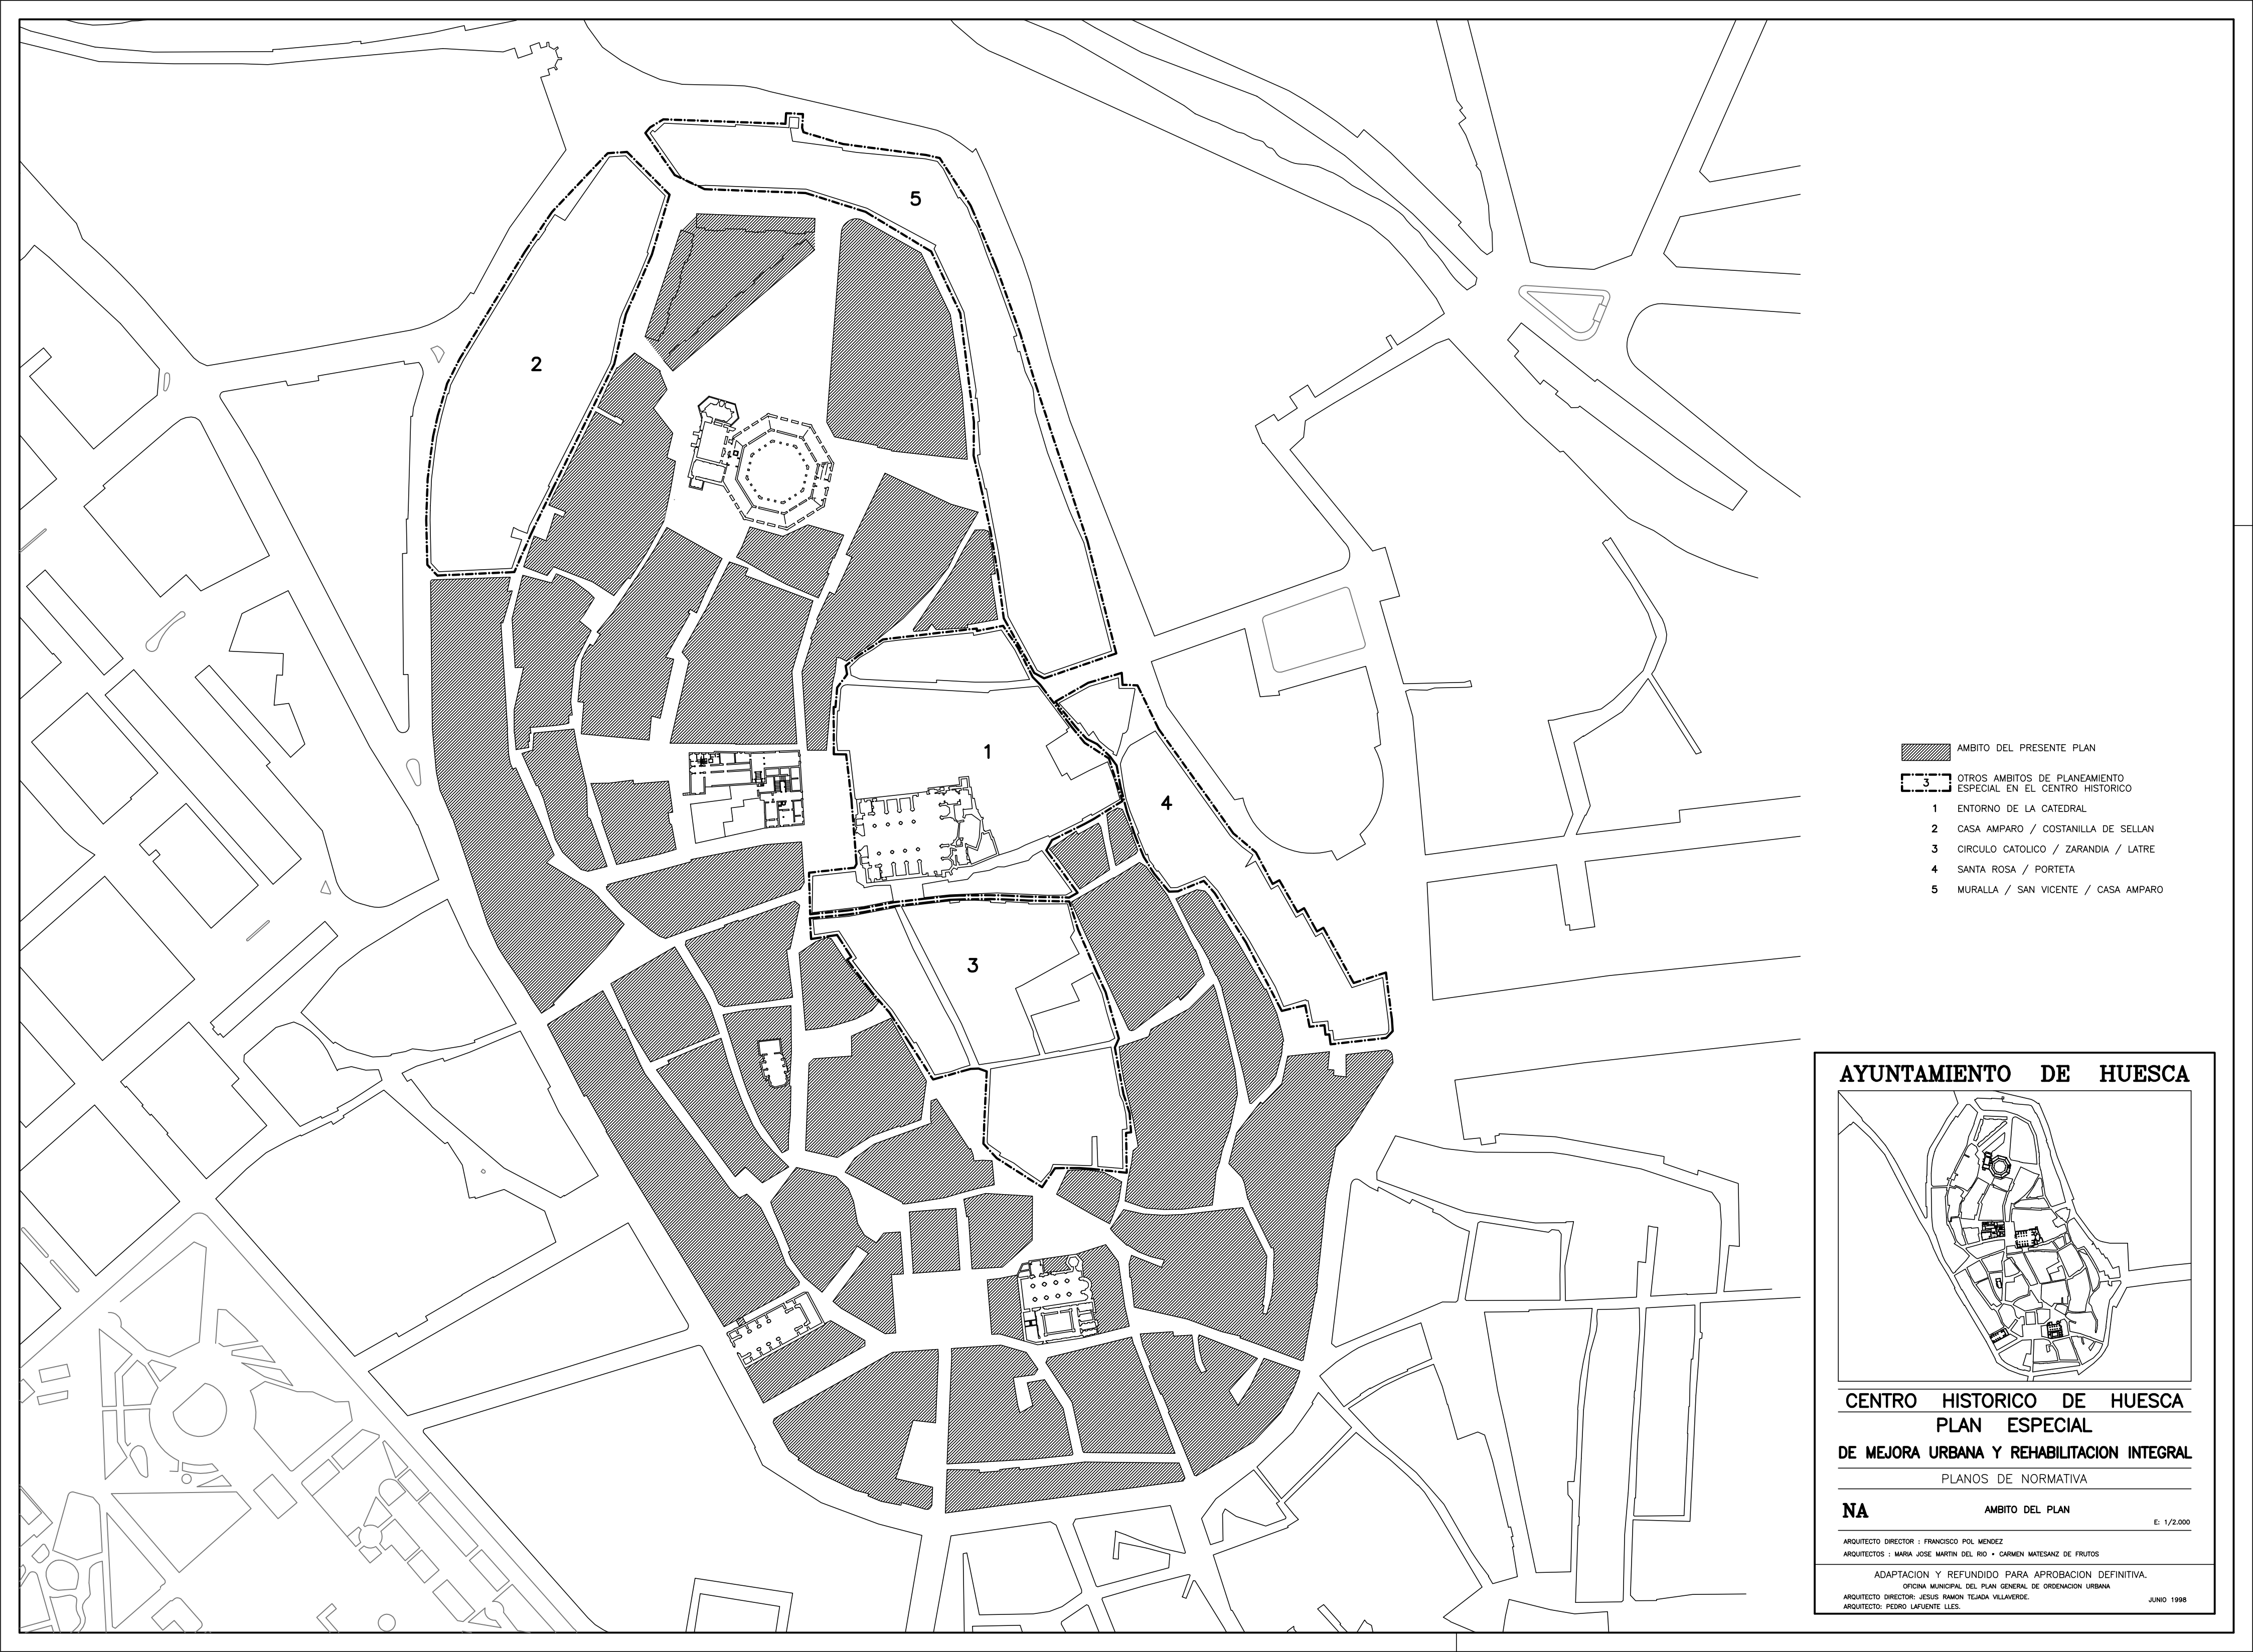 5
2
1
4
3
AMBITO DEL PRESENTE PLAN
3
OTROS AMBITOS DE PLANEAMIENTO
ESPECIAL EN EL CENTRO HISTORICO
1 ENTORNO DE LA CATEDRAL
2 CASA AMPARO / COSTANILLA DE SELLAN
3 CIRCULO CATOLICO / ZARANDIA / LATRE
4 SANTA ROSA / PORTETA
5 MURALLA / SAN VICENTE / CASA AMPARO
AYUNTAMIENTO DE HUESCA
CENTRO HISTORICO DE HUESCA
PLAN ESPECIAL
DE MEJORA URBANA Y REHABILITACION INTEGRAL
PLANOS DE NORMATIVA
NA AMBITO DEL PLAN
E: 1/2.000
ARQUITECTO DIRECTOR : FRANCISCO POL MENDEZ
ARQUITECTOS : MARIA JOSE MARTIN DEL RIO • CARMEN MATESANZ DE FRUTOS
ADAPTACION Y REFUNDIDO PARA APROBACION DEFINITIVA.
OFICINA MUNICIPAL DEL PLAN GENERAL DE ORDENACION URBANA
ARQUITECTO DIRECTOR: JESUS RAMON TEJADA VILLAVERDE.
ARQUITECTO: PEDRO LAFUENTE LLES.
JUNIO 1998